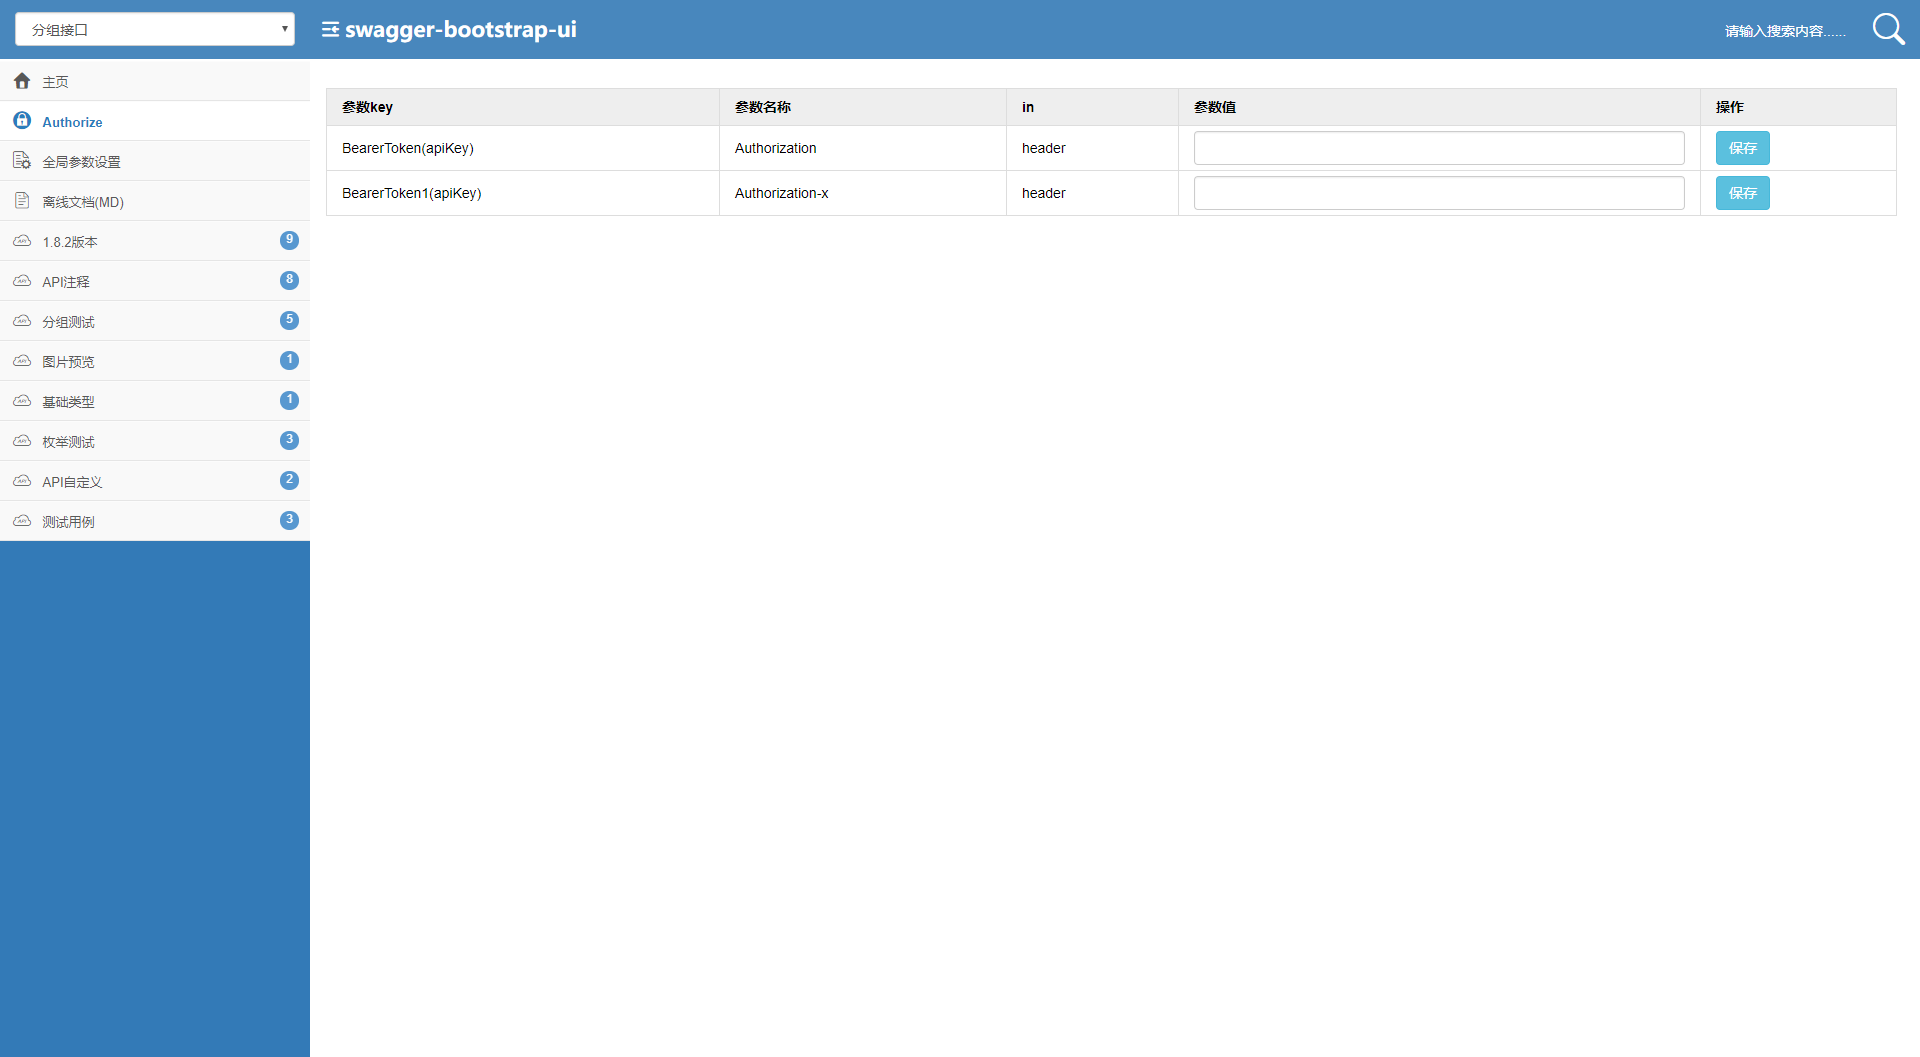 分组接口
swagger-bootstrap-ui
请输入搜索内容......
主页
Authorize
全局参数设置
离线文档(MD)
1.8.2版本 9
API注释 8
分组测试 5
图片预览 1
基础类型 1
枚举测试 3
API自定义 2
测试用例 3
参数key 参数名称 in 参数值 操作
BearerToken(apiKey) Authorization header 保存
BearerToken1(apiKey) Authorization-x header 保存